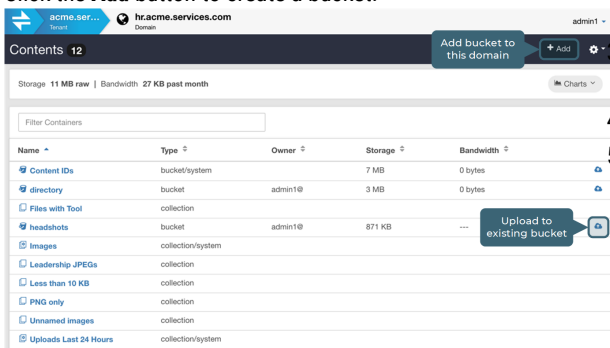 acme.ser... hr.acme.services.com admin1
Tenant Domain
Contents 12
Add bucket to
this domain
+ Add
Storage 11 MB raw | Bandwidth 27 KB past month
Charts
Filter Containers
Name Type Owner Storage Bandwidth
Content IDs bucket/system 7 MB 0 bytes
directory bucket admin1@ 3 MB 0 bytes
Files with Tool collection
headshots bucket admin1@ 871 KB ---
Upload to
existing bucket
Images collection/system
Leadership JPEGs collection
Less than 10 KB collection
PNG only collection
Unnamed images collection
Uploads Last 24 Hours collection/system